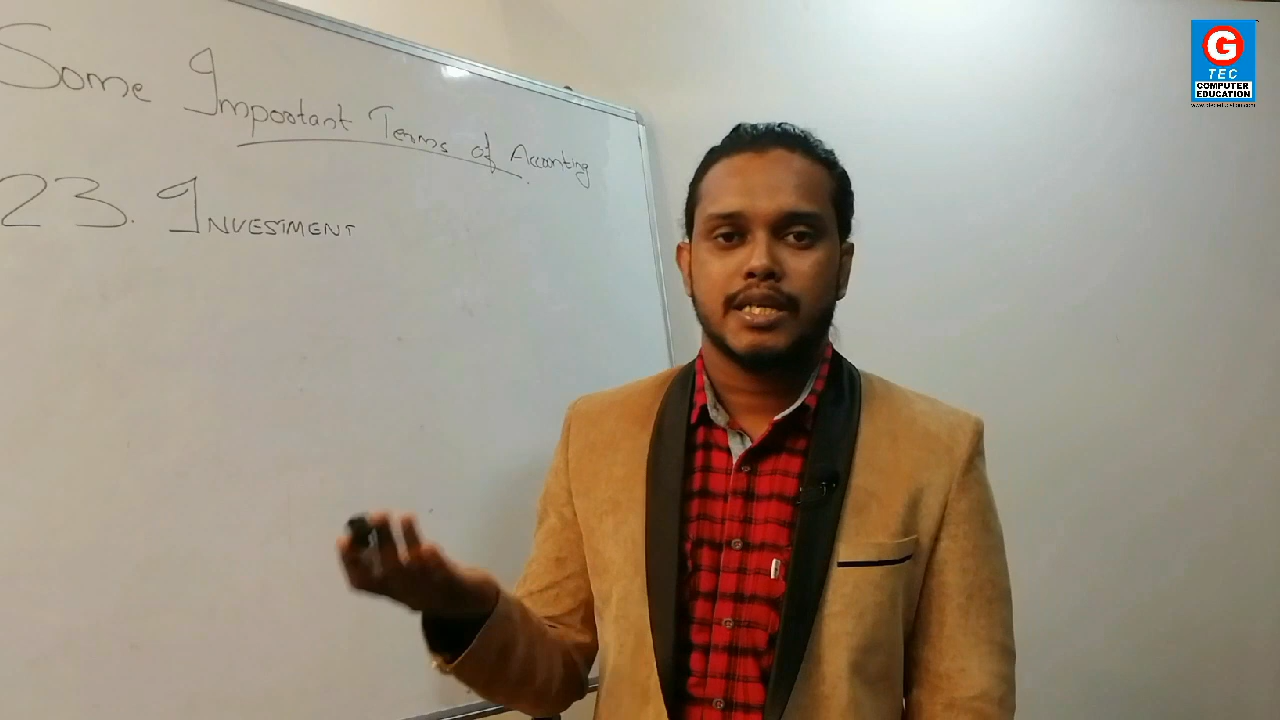 Some Important Terms of Accounting
23. INVESTMENT
G
TEC
COMPUTER
EDUCATION